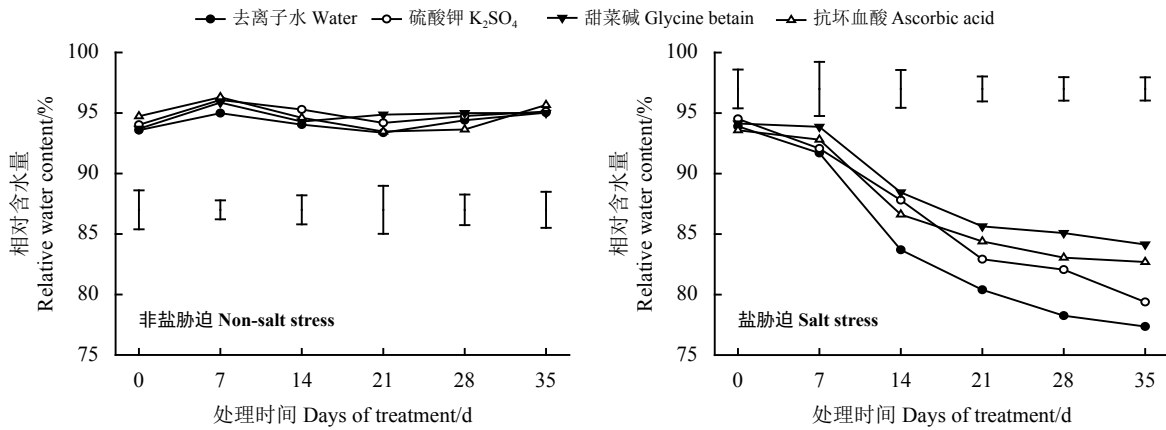 去离子水 Water 硫酸钾 K₂SO₄ 甜菜碱 Glycine betain 抗坏血酸 Ascorbic acid
相对含水量/%
Relative water content/%
100
95
90
85
80
75
非盐胁迫 Non-salt stress
0 7 14 21 28 35
处理时间 Days of treatment/d
相对含水量/%
Relative water content/%
100
95
90
85
80
75
盐胁迫 Salt stress
0 7 14 21 28 35
处理时间 Days of treatment/d